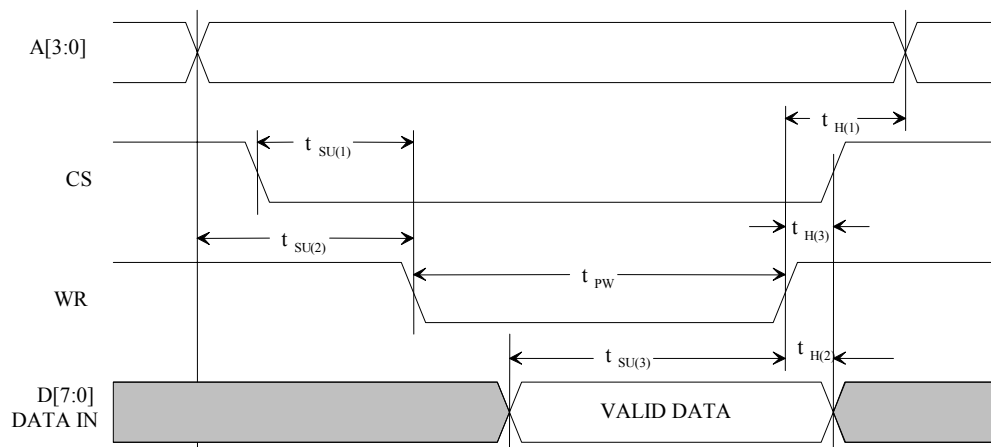 A[3:0]
t H(1)
t SU(1)
CS
t SU(2)
t H(3)
t PW
WR
t SU(3)
t H(2)
D[7:0]
DATA IN
VALID DATA